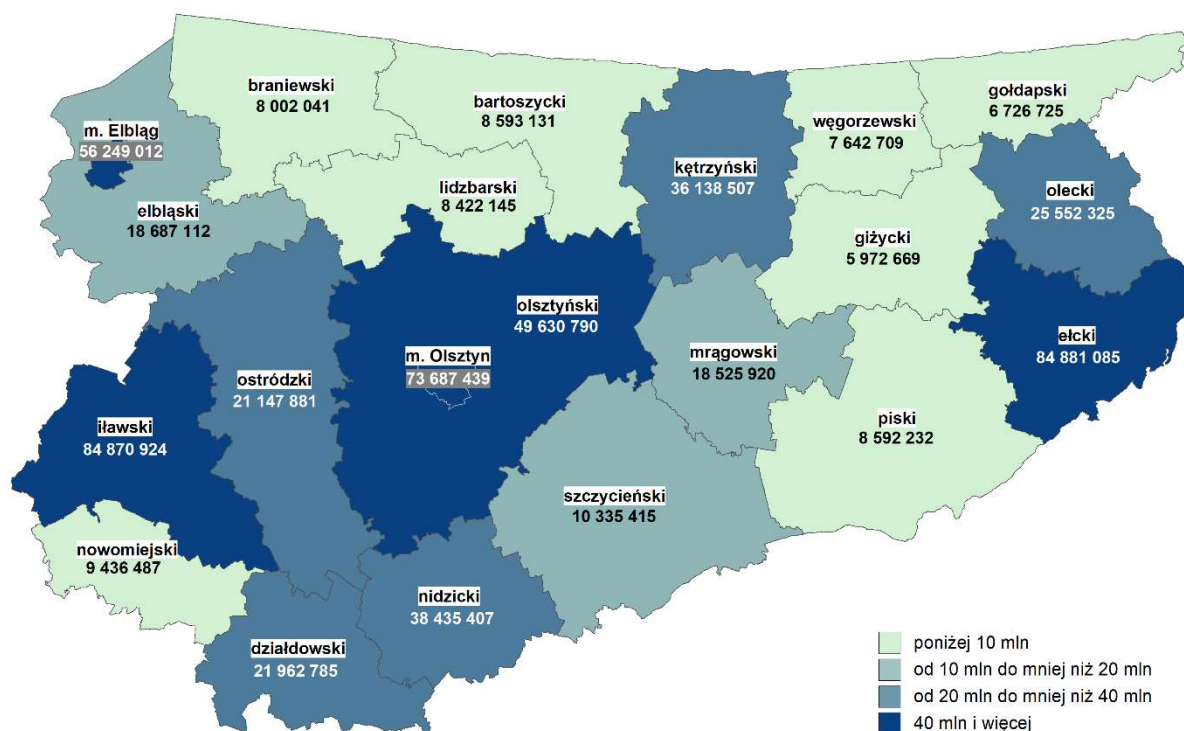 braniewski
8 002 041
bartoszycki
8 593 131
gołdapski
6 726 725
węgorzewski
7 642 709
m. Elbląg
56 249 012
kętrzyński
36 138 507
lidzbarski
8 422 145
olecki
25 552 325
elbląski
18 687 112
giżycki
5 972 669
olsztyński
49 630 790
ełcki
84 881 085
m. Olsztyn
73 687 439
mrągowski
18 525 920
ostródzki
21 147 881
piski
8 592 232
iławski
84 870 924
szczycieński
10 335 415
nowomiejski
9 436 487
nidzicki
38 435 407
działdowski
21 962 785
poniżej 10 mln
od 10 mln do mniej niż 20 mln
od 20 mln do mniej niż 40 mln
40 mln i więcej